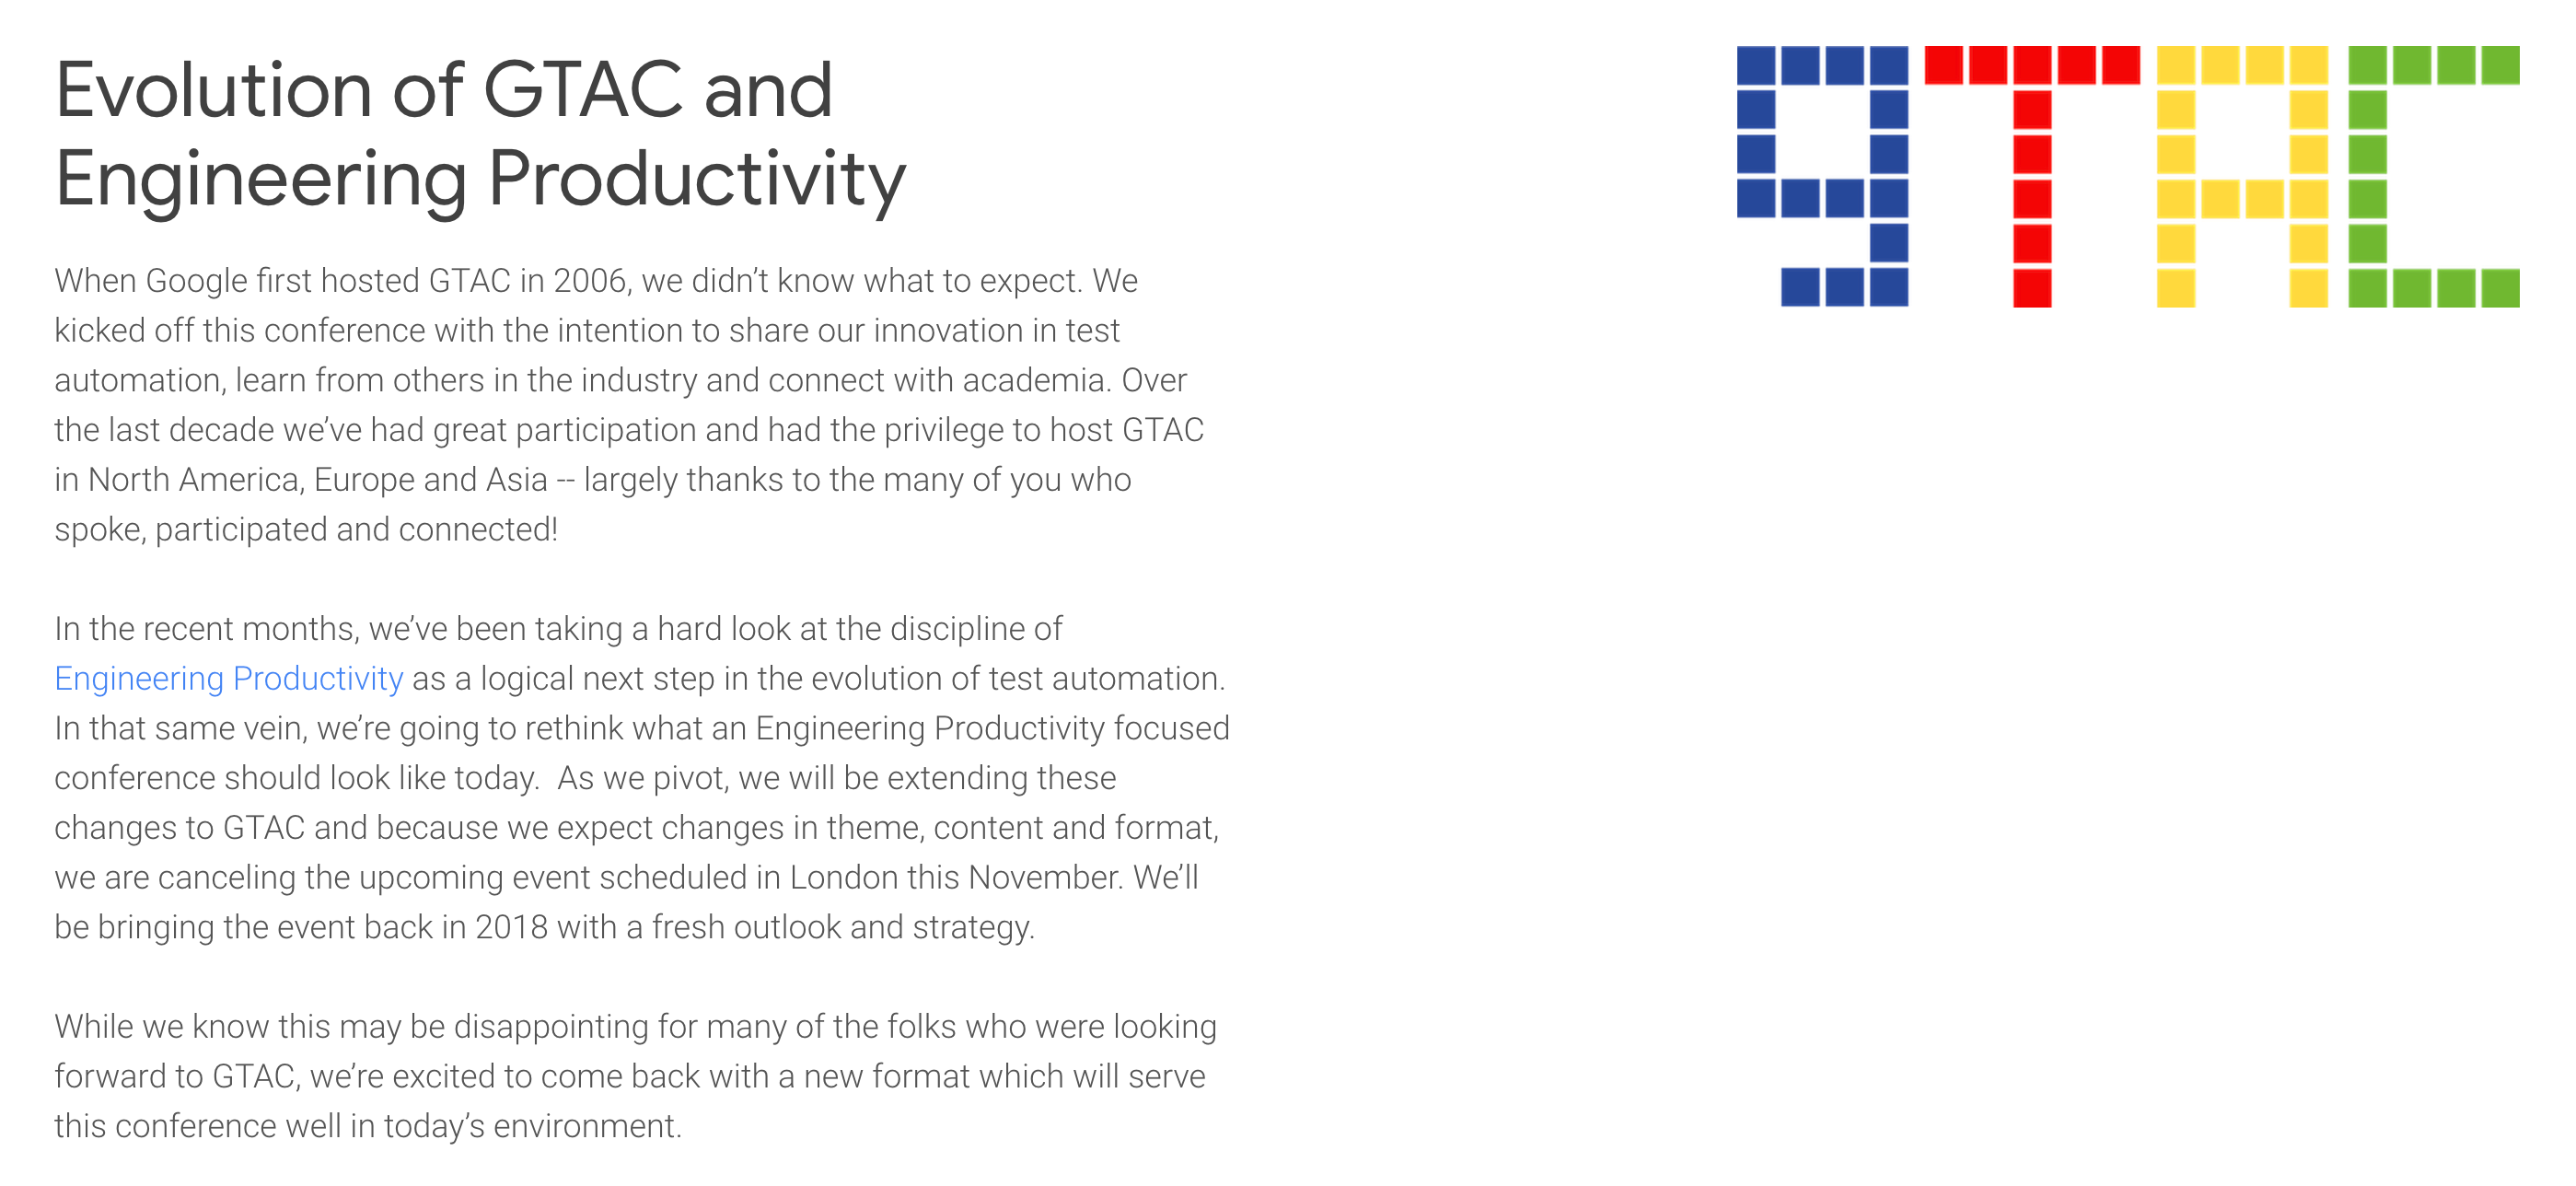 Evolution of GTAC and
Engineering Productivity
gTAC
When Google first hosted GTAC in 2006, we didn’t know what to expect. We
kicked off this conference with the intention to share our innovation in test
automation, learn from others in the industry and connect with academia. Over
the last decade we’ve had great participation and had the privilege to host GTAC
in North America, Europe and Asia -- largely thanks to the many of you who
spoke, participated and connected!
In the recent months, we’ve been taking a hard look at the discipline of
Engineering Productivity as a logical next step in the evolution of test automation.
In that same vein, we’re going to rethink what an Engineering Productivity focused
conference should look like today.  As we pivot, we will be extending these
changes to GTAC and because we expect changes in theme, content and format,
we are canceling the upcoming event scheduled in London this November. We’ll
be bringing the event back in 2018 with a fresh outlook and strategy.
While we know this may be disappointing for many of the folks who were looking
forward to GTAC, we’re excited to come back with a new format which will serve
this conference well in today’s environment.